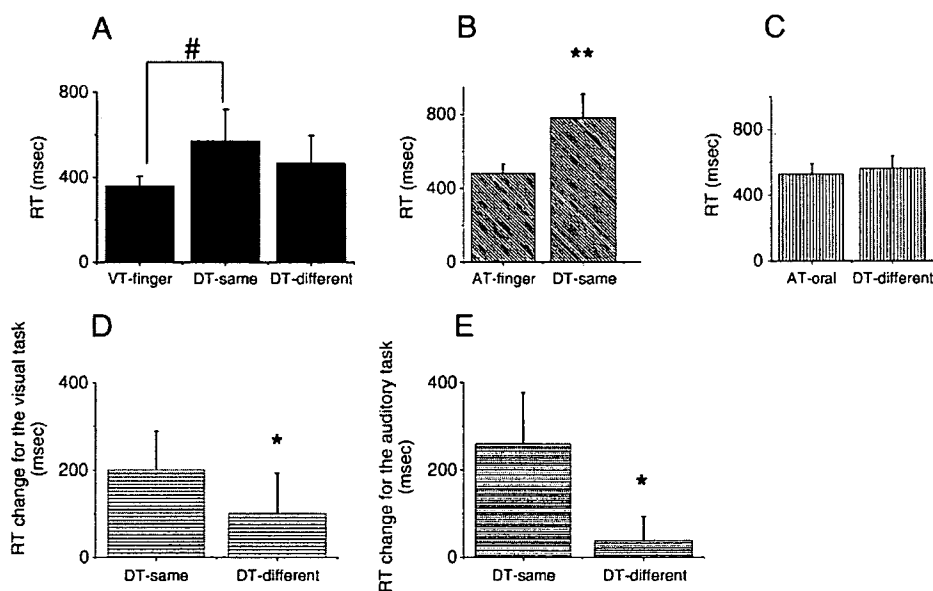 A
B
C
#
**
800
400
0
RT (msec)
VT-finger DT-same DT-different
800
400
0
RT (msec)
AT-finger DT-same
800
400
0
RT (msec)
AT-oral DT-different
D
E
RT change for the visual task
(msec)
400
200
0
*
DT-same DT-different
RT change for the auditory task
(msec)
400
200
0
*
DT-same DT-different